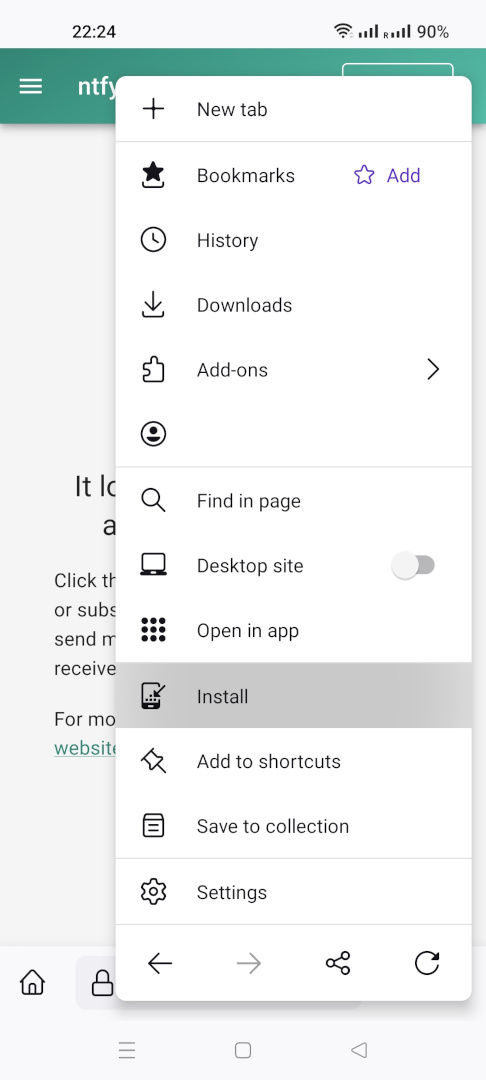 22:24
R
90%
ntfy
New tab
Bookmarks
Add
History
Downloads
Add-ons
Find in page
It lo
a
Desktop site
Click th
or subs
Open in app
send m
receive
Install
For mo
website
Add to shortcuts
Save to collection
Settings